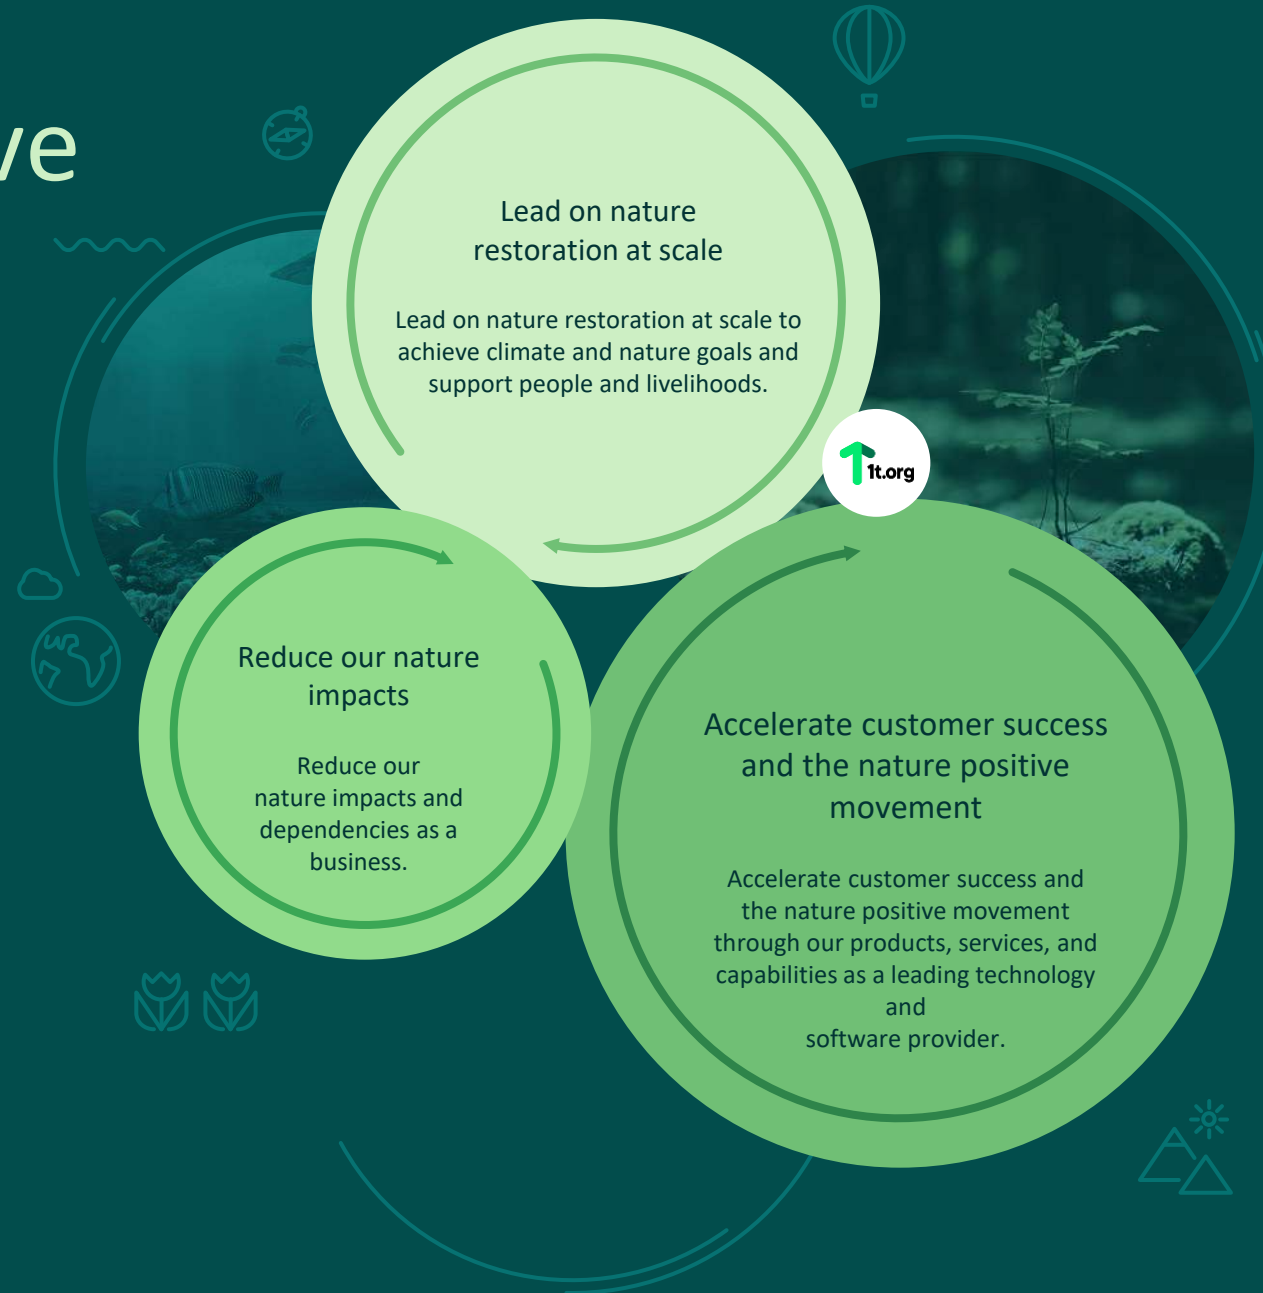 ve
Lead on nature
restoration at scale
Lead on nature restoration at scale to
achieve climate and nature goals and
support people and livelihoods.
1t.org
Reduce our nature
impacts
Reduce our
nature impacts and
dependencies as a
business.
Accelerate customer success
and the nature positive
movement
Accelerate customer success and
the nature positive movement
through our products, services, and
capabilities as a leading technology
and
software provider.